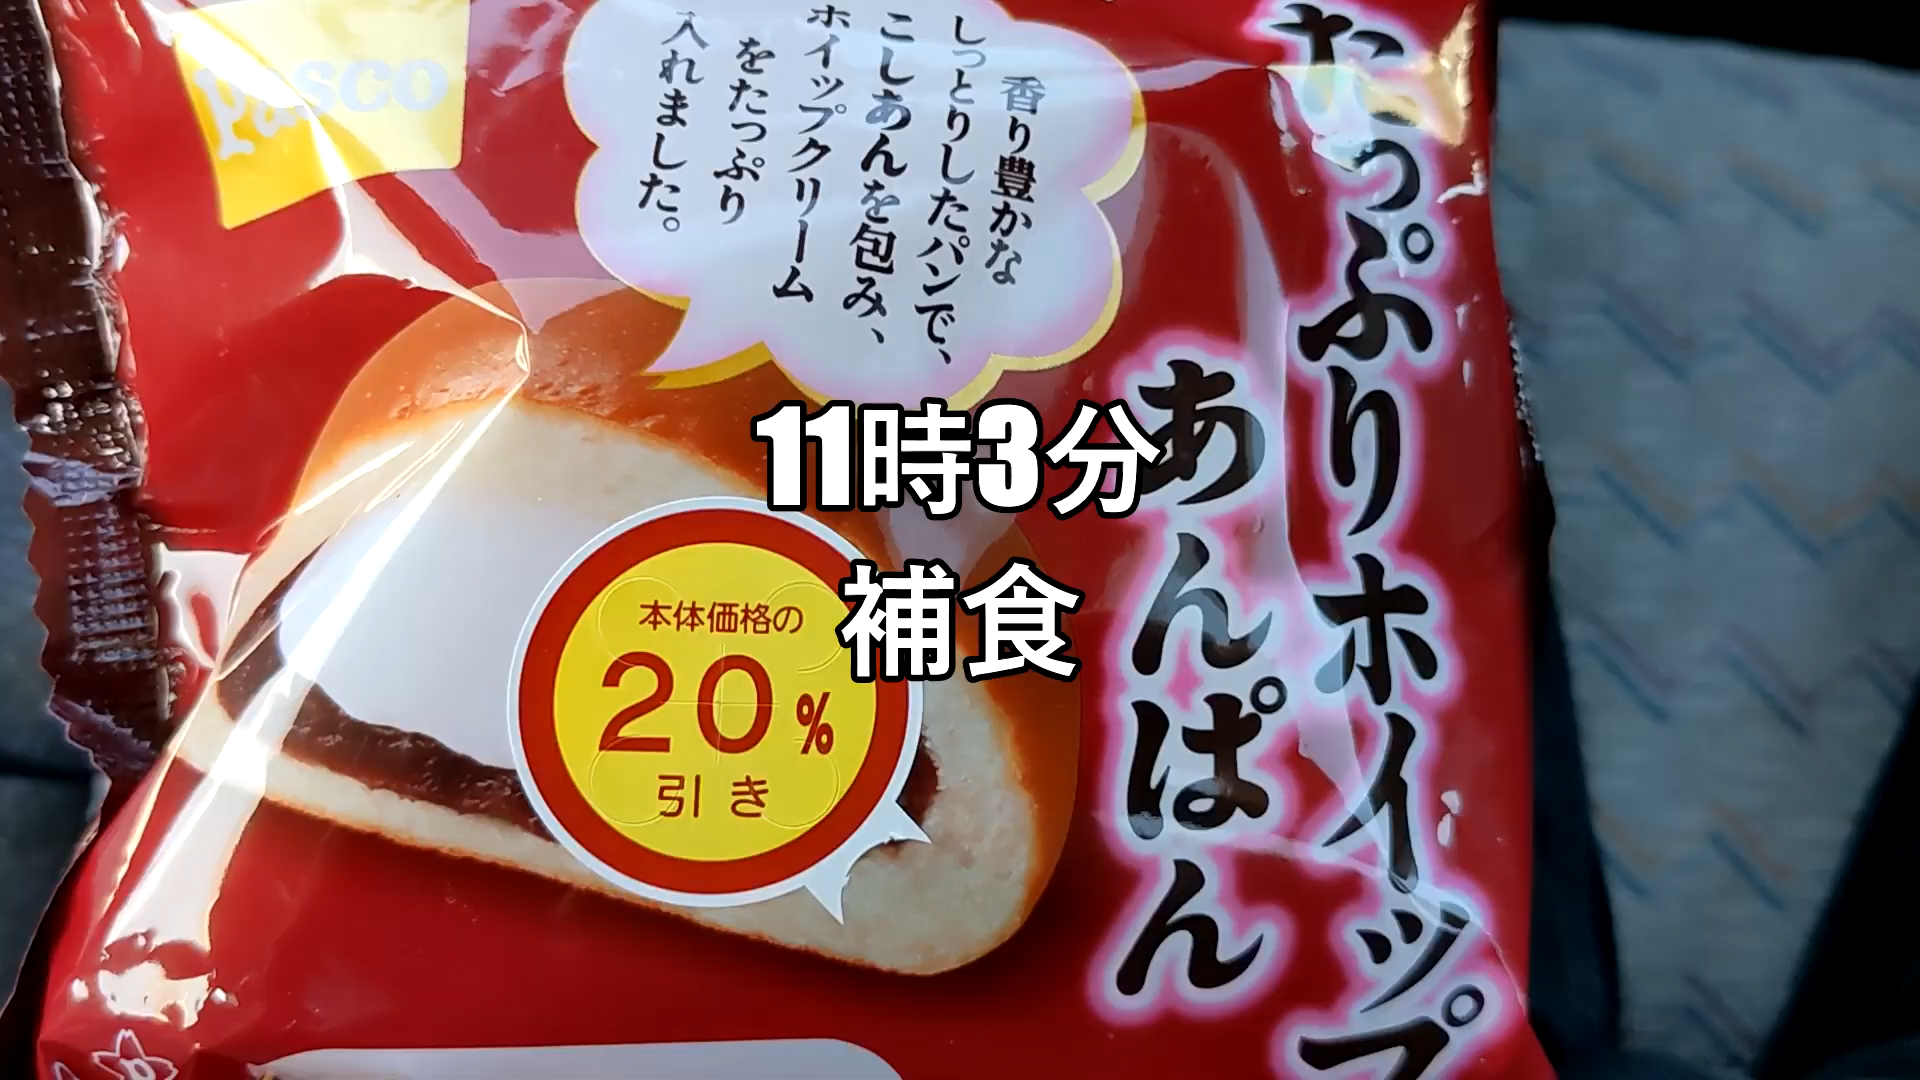 Pasco
香り豊かな
しっとりしたパンで、
こしあんを包み、
ホイップクリーム
をたっぷり
入れました。
たっぷりホイップ
あんぱん
11時3分
補食
本体価格の
20%
引き